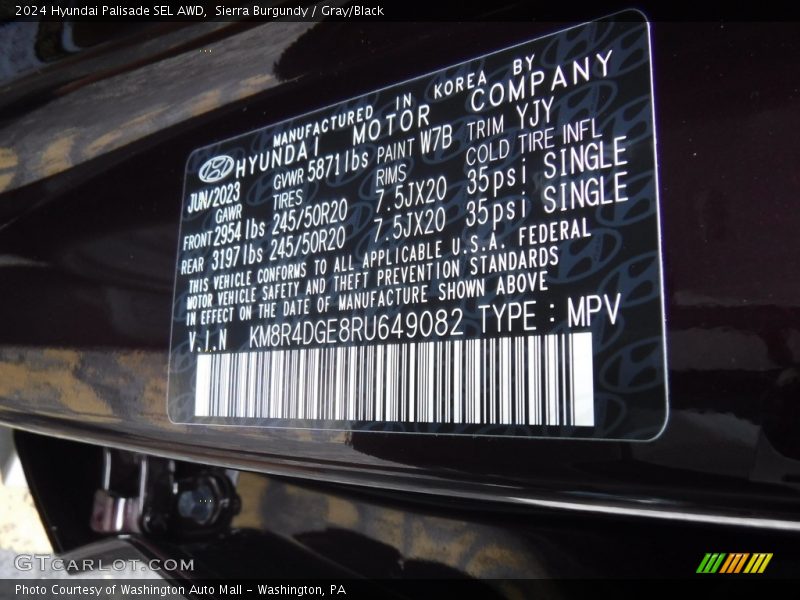 2024 Hyundai Palisade SEL AWD, Sierra Burgundy / Gray/Black
MANUFACTURED IN KOREA BY
HYUNDAI MOTOR COMPANY
JUN/2023 GVWR 5871lbs PAINT W7B TRIM YJY
GAWR TIRES RIMS COLD TIRE INFL
FRONT 2954 lbs 245/50R20 7.5JX20 35psi SINGLE
REAR 3197 lbs 245/50R20 7.5JX20 35psi SINGLE
THIS VEHICLE CONFORMS TO ALL APPLICABLE U.S.A. FEDERAL
MOTOR VEHICLE SAFETY AND THEFT PREVENTION STANDARDS
IN EFFECT ON THE DATE OF MANUFACTURE SHOWN ABOVE
V.I.N KM8R4DGE8RU649082 TYPE : MPV
GTCARLOT.COM
Photo Courtesy of Washington Auto Mall - Washington, PA